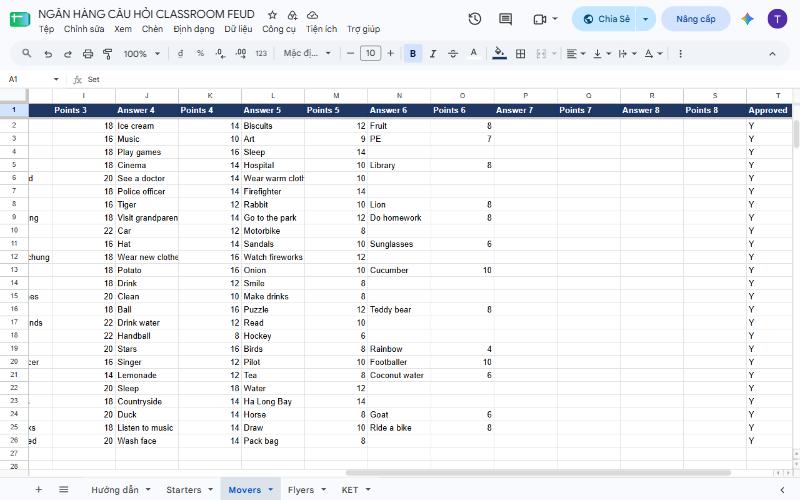 NGÂN HÀNG CÂU HỎI CLASSROOM FEUD
Tệp Chỉnh sửa Xem Chèn Định dạng Dữ liệu Công cụ Tiện ích Trợ giúp
Chia Sẻ
Nâng cấp
T
100% đ % .0 .00 123 Mặc đị... 10 B I S A
A1 fx Set
I J K L M N O P Q R S T
1 Points 3 Answer 4 Points 4 Answer 5 Points 5 Answer 6 Points 6 Answer 7 Points 7 Answer 8 Points 8 Approved
2 18 Ice cream 14 Biscuits 12 Fruit 8 Y
3 16 Music 10 Art 9 PE 7 Y
4 18 Play games 16 Sleep 14 Y
5 18 Cinema 14 Hospital 10 Library 8 Y
6 d 20 See a doctor 14 Wear warm cloth 10 Y
7 18 Police officer 14 Firefighter 14 Y
8 16 Tiger 12 Rabbit 10 Lion 8 Y
9 ng 18 Visit grandparen 14 Go to the park 12 Do homework 8 Y
10 22 Car 12 Motorbike 8 Y
11 16 Hat 14 Sandals 10 Sunglasses 6 Y
12 chung 18 Wear new clothe 16 Watch fireworks 12 Y
13 18 Potato 16 Onion 10 Cucumber 10 Y
14 18 Drink 12 Smile 8 Y
15 es 20 Clean 10 Make drinks 8 Y
16 18 Ball 16 Puzzle 12 Teddy bear 8 Y
17 nds 22 Drink water 12 Read 10 Y
18 22 Handball 8 Hockey 6 Y
19 20 Stars 16 Birds 8 Rainbow 4 Y
20 cer 16 Singer 12 Pilot 10 Footballer 10 Y
21 14 Lemonade 12 Tea 8 Coconut water 6 Y
22 20 Sleep 18 Water 12 Y
23 18 Countryside 14 Ha Long Bay 14 Y
24 20 Duck 14 Horse 8 Goat 6 Y
25 ks 18 Listen to music 14 Draw 10 Ride a bike 8 Y
26 ed 20 Wash face 14 Pack bag 8 Y
27
28
Hướng dẫn Starters Movers Flyers KET